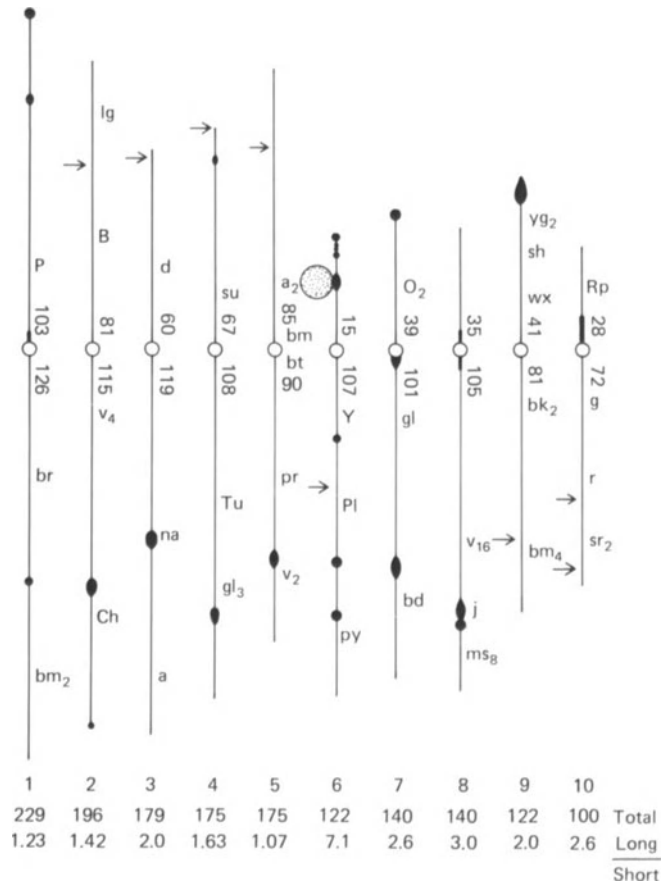 lg
yg₂
B
sh
P d su a₂ O₂ wx Rp
103 81 60 67 85 15 39 35 41 28
bm
bt
126 115 119 108 90 107 101 105 81 72
v₄ Y gl bk₂ g
br pr r
Tu Pl
na v₁₆ bm₄ sr₂
gl₃ v₂
Ch bd j
bm₂ a py ms₈
1 2 3 4 5 6 7 8 9 10
229 196 179 175 175 122 140 140 122 100 Total
1.23 1.42 2.0 1.63 1.07 7.1 2.6 3.0 2.0 2.6 Long
Short